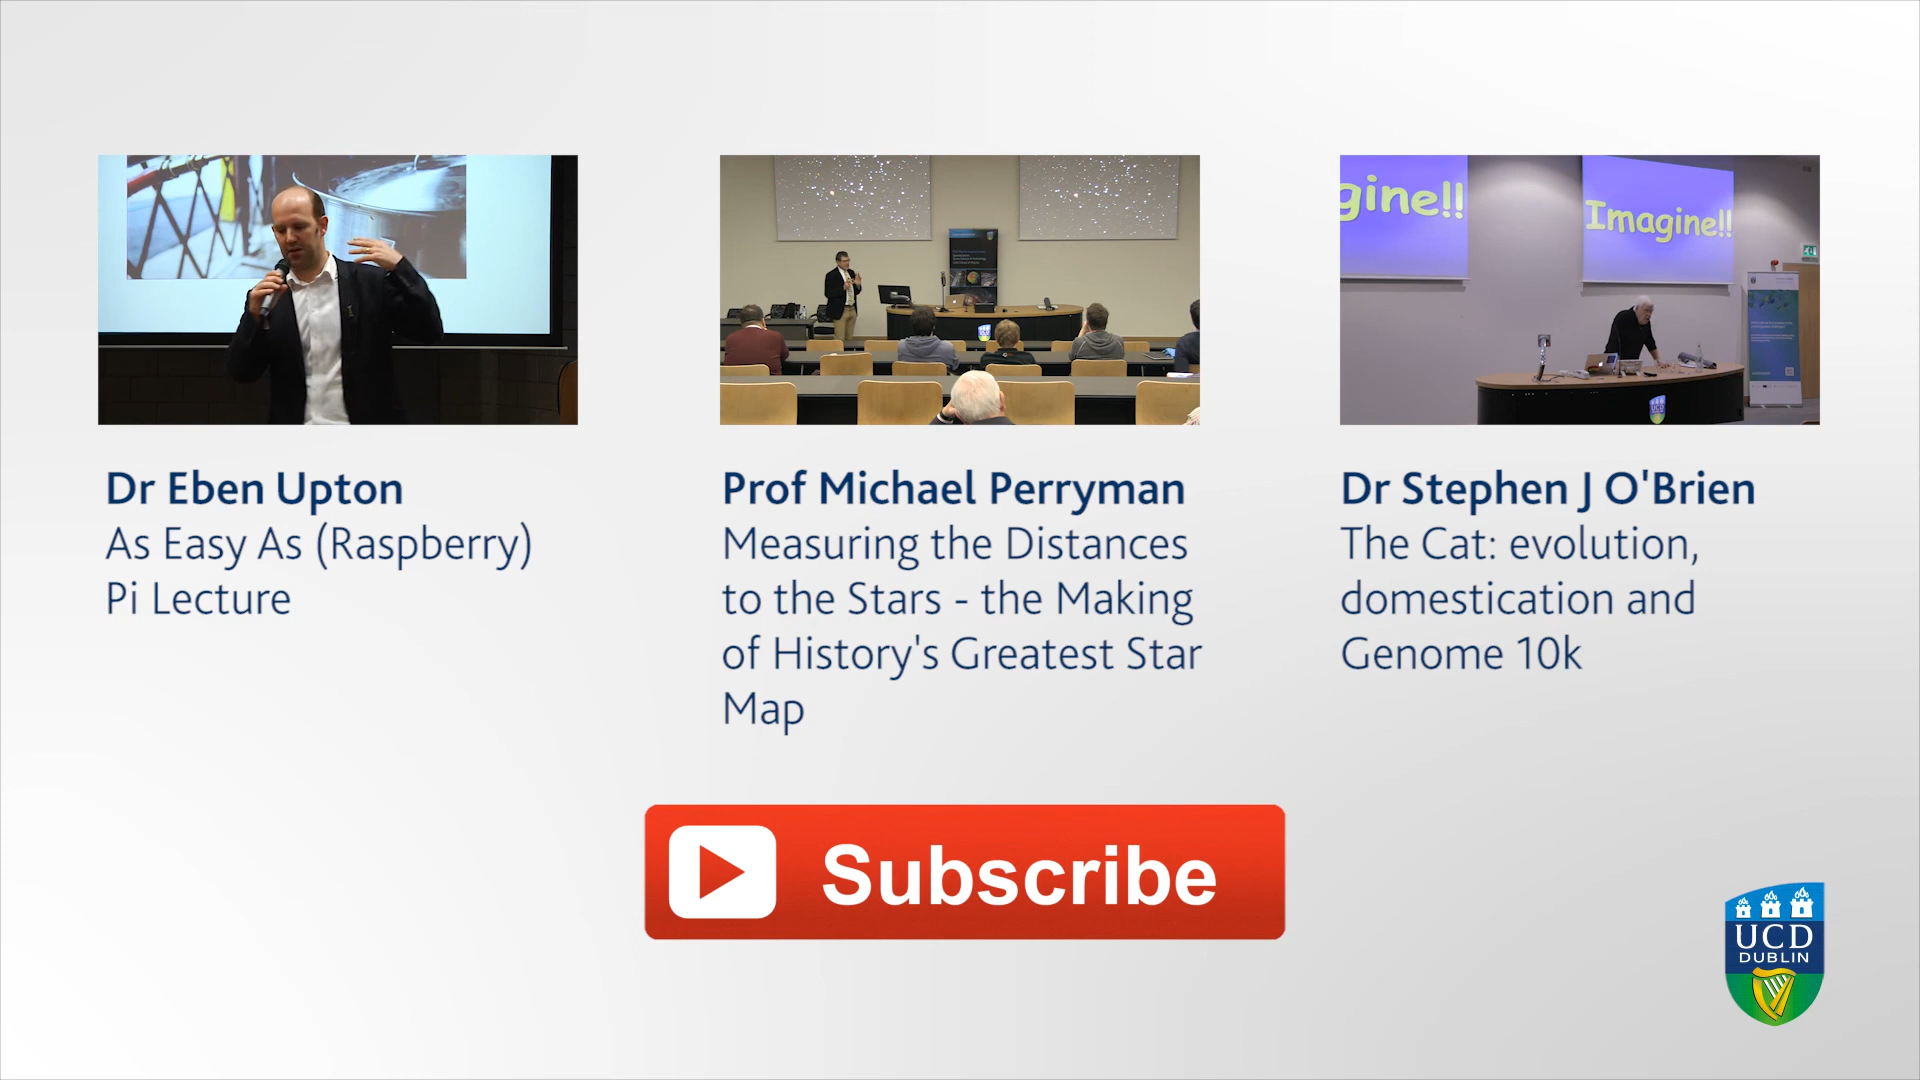 gine!!
Imagine!!
UCD
UCD
Dr Eben Upton
As Easy As (Raspberry)
Pi Lecture
Prof Michael Perryman
Measuring the Distances
to the Stars - the Making
of History's Greatest Star
Map
Dr Stephen J O'Brien
The Cat: evolution,
domestication and
Genome 10k
Subscribe
UCD
DUBLIN